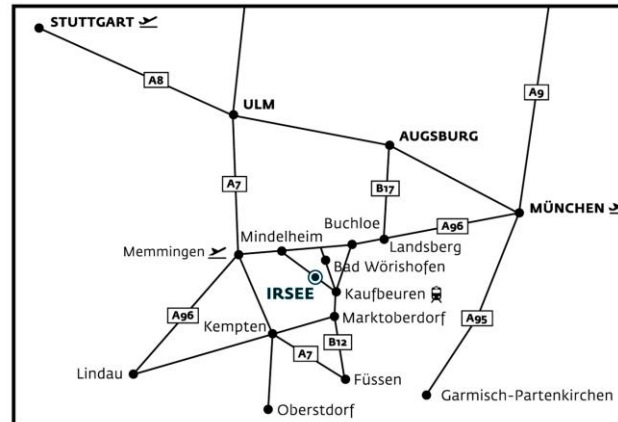 STUTTGART
A8
A9
ULM
AUGSBURG
A7
B17
Buchloe
A96
MÜNCHEN
Mindelheim
Landsberg
Memmingen
Bad Wörishofen
IRSEE
Kaufbeuren
A96
Marktoberdorf
A95
Kempten
B12
A7
Lindau
Füssen
Garmisch-Partenkirchen
Oberstdorf